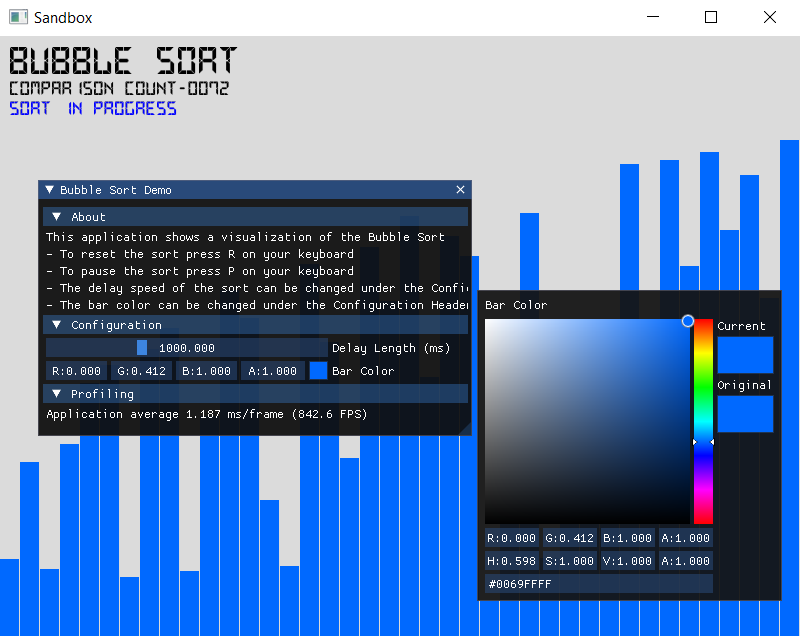 Sandbox
BUBBLE SORT
COMPARISON COUNT-0072
SORT IN PROGRESS
▼ Bubble Sort Demo
▼ About
This application shows a visualization of the Bubble Sort
- To reset the sort press R on your keyboard
- To pause the sort press P on your keyboard
- The delay speed of the sort can be changed under the
- The bar color can be changed under the Configuration Header
▼ Configuration
1000.000 Delay Length (ms)
R:0.000 G:0.412 B:1.000 A:1.000 Bar Color
▼ Profiling
Application average 1.187 ms/frame (842.6 FPS)
Bar Color
Current
Original
R:0.000 G:0.412 B:1.000 A:1.000
H:0.598 S:1.000 V:1.000 A:1.000
#0069FFFF